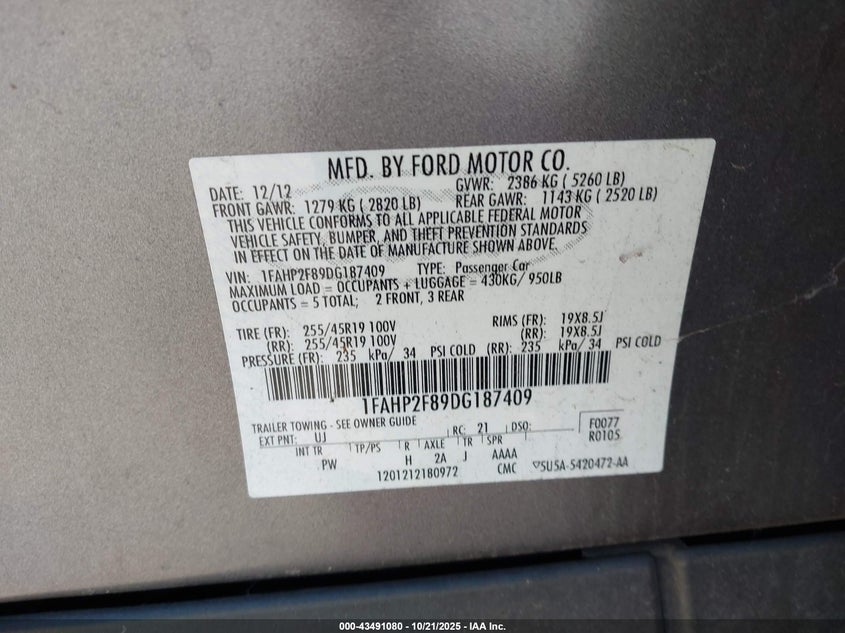 MFD. BY FORD MOTOR CO.
DATE: 12/12 GVWR: 2386 KG ( 5260 LB)
FRONT GAWR: 1279 KG ( 2820 LB) REAR GAWR: 1143 KG ( 2520 LB)
THIS VEHICLE CONFORMS TO ALL APPLICABLE FEDERAL MOTOR
VEHICLE SAFETY, BUMPER, AND THEFT PREVENTION STANDARDS
IN EFFECT ON THE DATE OF MANUFACTURE SHOWN ABOVE.
VIN: 1FAHP2F89DG187409 TYPE: Passenger Car
MAXIMUM LOAD = OCCUPANTS + LUGGAGE = 430KG/ 950LB
OCCUPANTS = 5 TOTAL; 2 FRONT, 3 REAR
TIRE (FR): 255/45R19 100V RIMS (FR): 19X8.5J
(RR): 255/45R19 100V (RR): 19X8.5J
PRESSURE (FR): 235 kPa/ 34 PSI COLD (RR): 235 kPa/ 34 PSI COLD
1FAHP2F89DG187409
TRAILER TOWING - SEE OWNER GUIDE
EXT PNT: UJ RC: 21 DSO: F0077
R0105
INT TR TP/PS R AXLE TR SPR
PW H 2A J AAAA
1201212180972 CMC 5U5A-5420472-AA
000-43491080 - 10/21/2025 - IAA Inc.